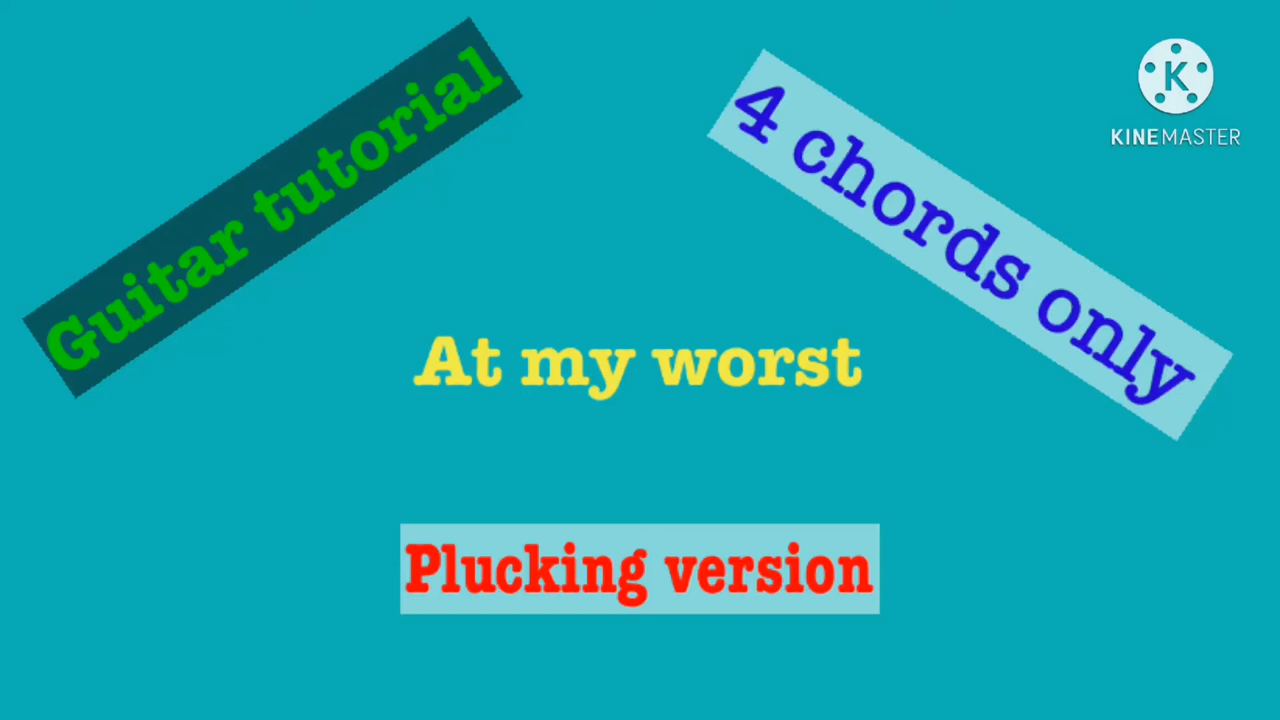 Guitar tutorial
4 chords only
KINEMASTER
At my worst
Plucking version